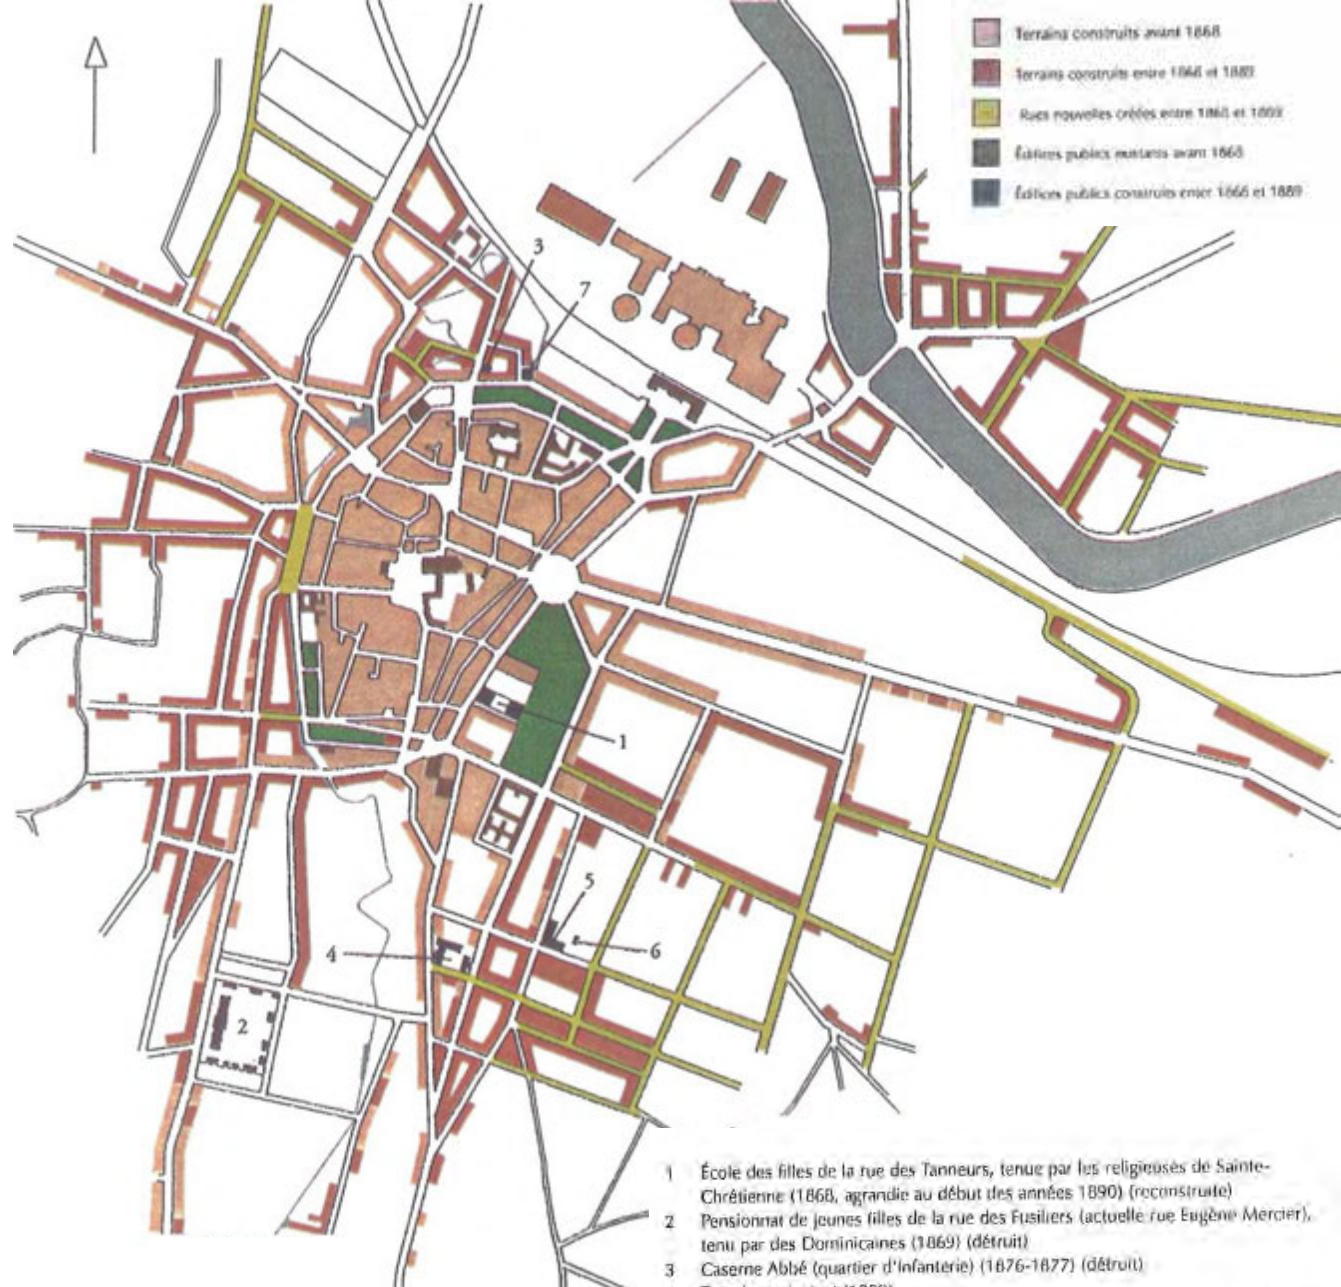 Terrains construits avant 1868
Terrains construits entre 1868 et 1889
Rues nouvelles créées entre 1868 et 1889
Édifices publics existants avant 1868
Édifices publics construits entre 1868 et 1889
3
7
1
5
4
6
2
1 École des filles de la rue des Tanneurs, tenue par les religieuses de Sainte-
Chrétienne (1868, agrandie au début des années 1890) (reconstruite)
2 Pensionnat de jeunes filles de la rue des Fusiliers (actuelle rue Eugène Mercier),
tenu par des Dominicaines (1869) (détruit)
3 Caserne Abbé (quartier d'infanterie) (1876-1877) (détruit)